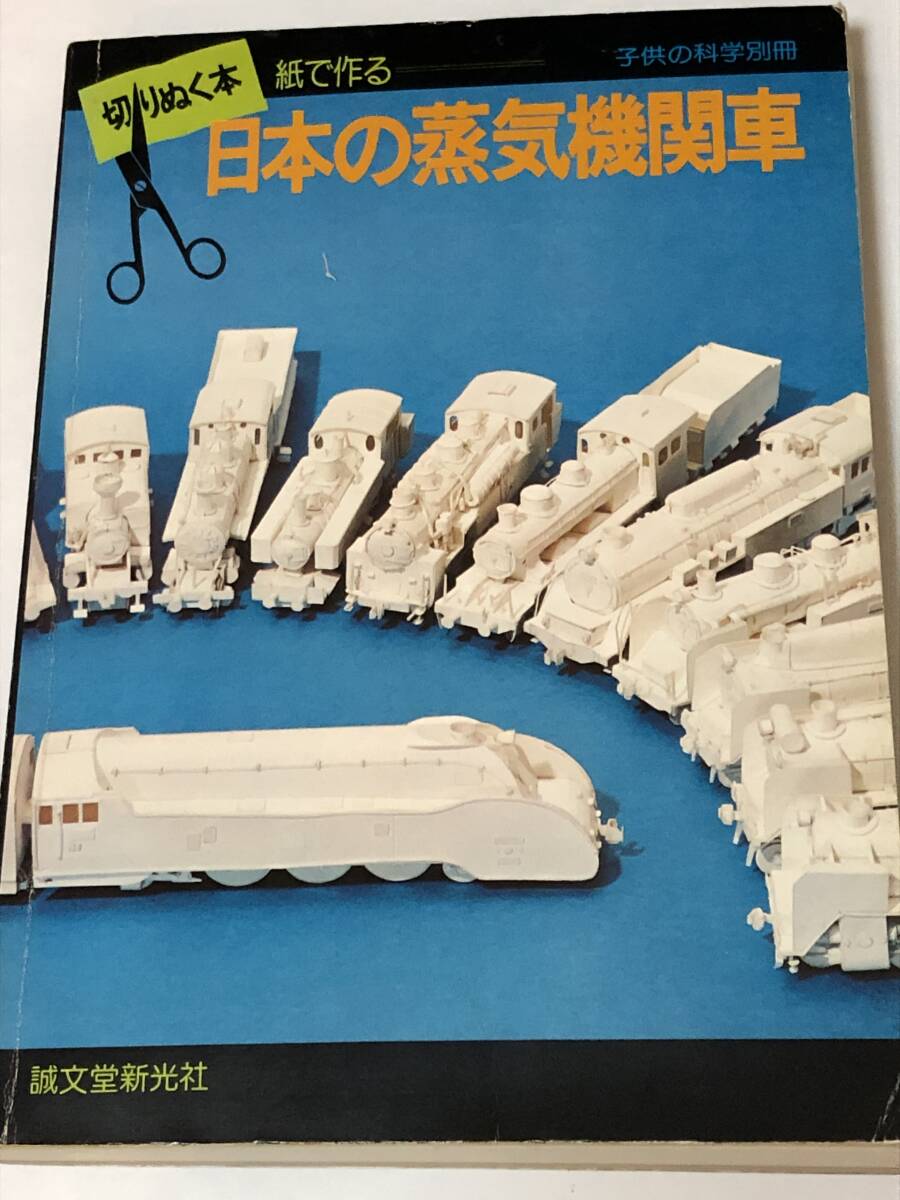 子供の科学別冊
切りぬく本
紙で作る
日本の蒸気機関車
誠文堂新光社